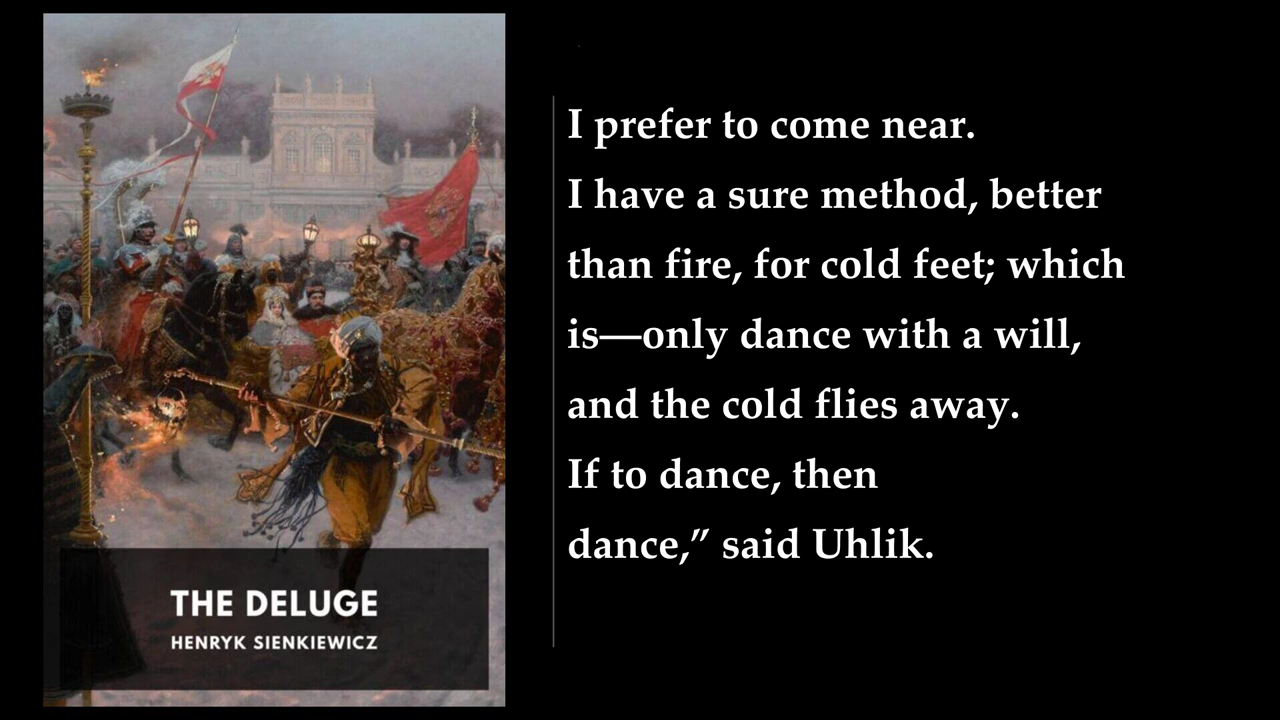 THE DELUGE
HENRYK SIENKIEWICZ
I prefer to come near.
I have a sure method, better
than fire, for cold feet; which
is—only dance with a will,
and the cold flies away.
If to dance, then
dance,” said Uhlik.